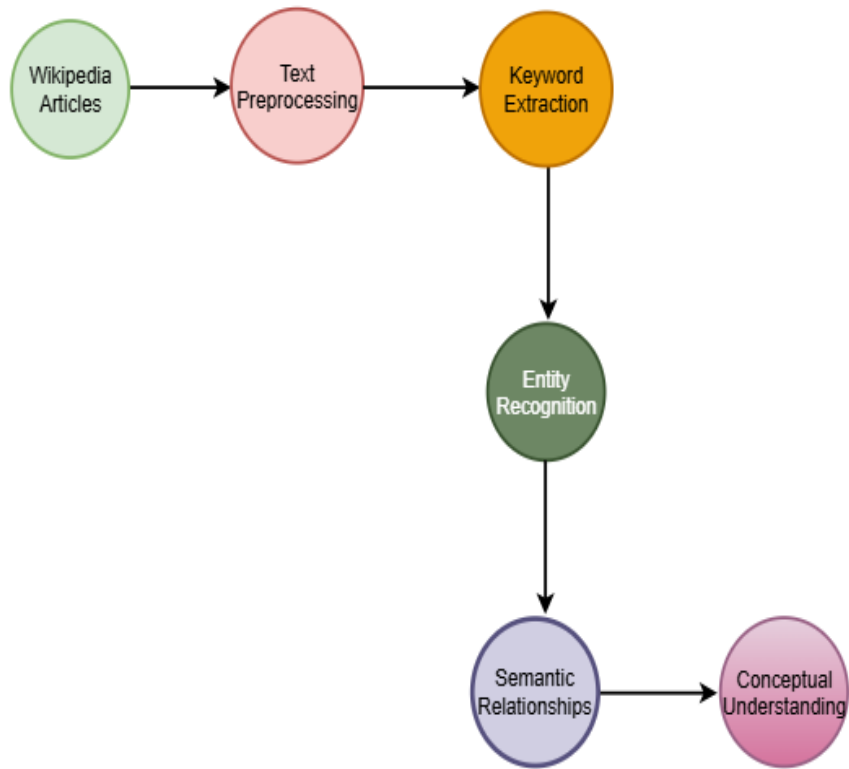 Wikipedia
Articles
Text
Preprocessing
Keyword
Extraction
Entity
Recognition
Semantic
Relationships
Conceptual
Understanding